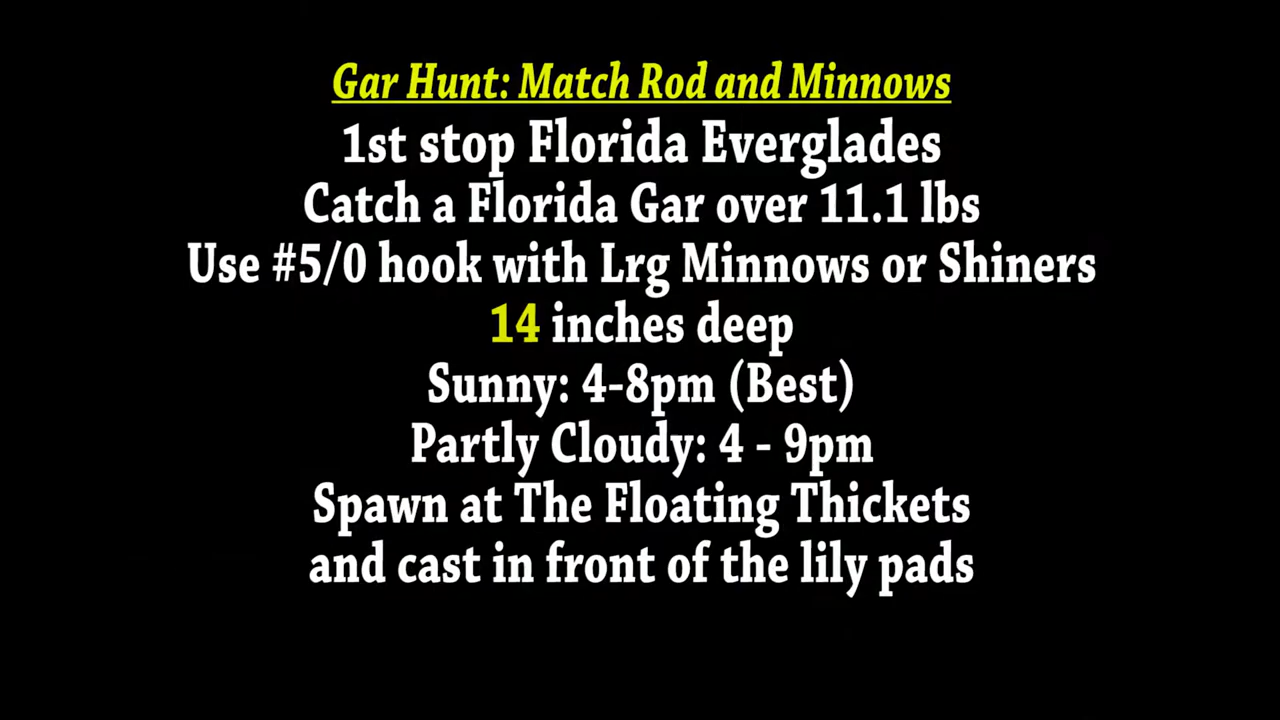 Gar Hunt: Match Rod and Minnows
1st stop Florida Everglades
Catch a Florida Gar over 11.1 lbs
Use #5/0 hook with Lrg Minnows or Shiners
14 inches deep
Sunny: 4-8pm (Best)
Partly Cloudy: 4 - 9pm
Spawn at The Floating Thickets
and cast in front of the lily pads